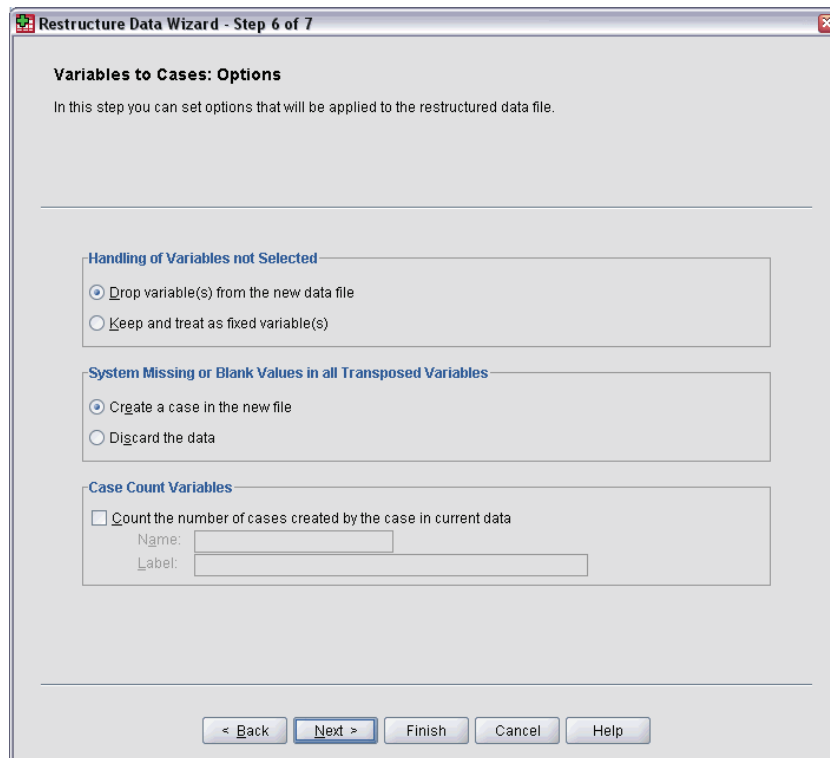 Restructure Data Wizard - Step 6 of 7
Variables to Cases: Options
In this step you can set options that will be applied to the restructured data file.
Handling of Variables not Selected
Drop variable(s) from the new data file
Keep and treat as fixed variable(s)
System Missing or Blank Values in all Transposed Variables
Create a case in the new file
Discard the data
Case Count Variables
Count the number of cases created by the case in current data
Name:
Label:
< Back Next > Finish Cancel Help